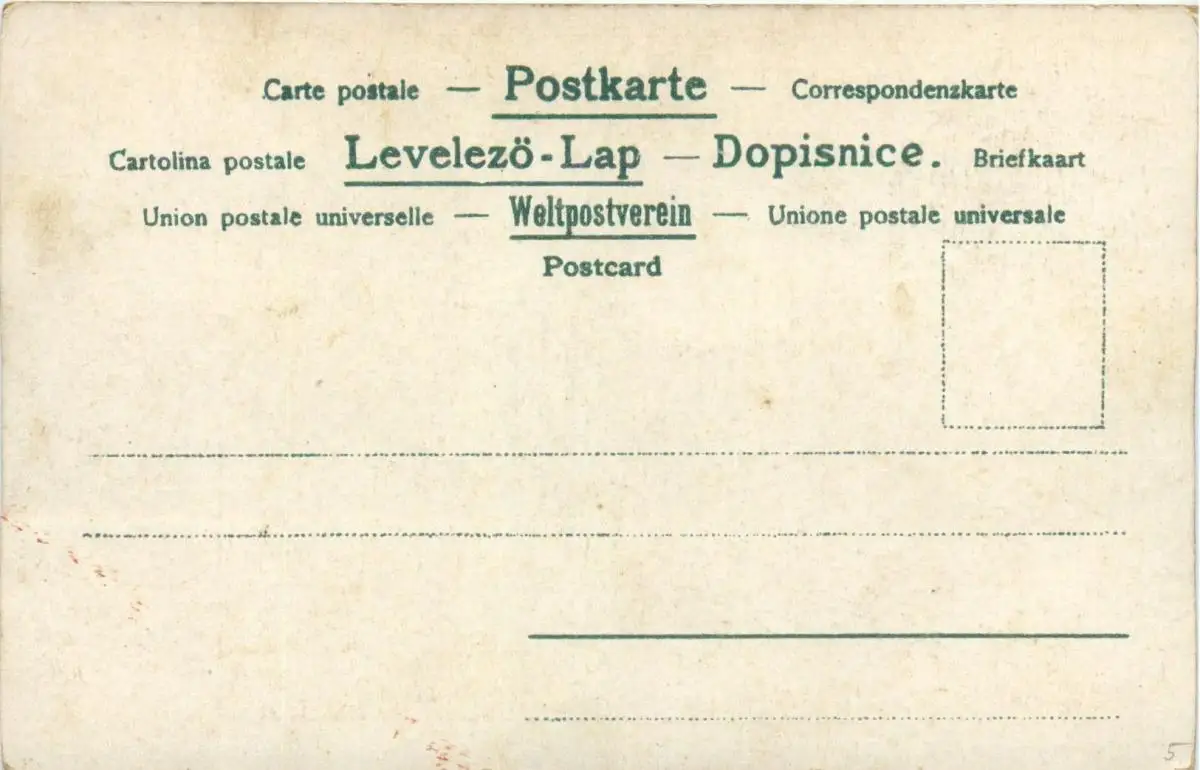 Carte postale — Postkarte — Correspondenzkarte
Cartolina postale Levelezö-Lap — Dopisnice. Briefkaart
Union postale universelle — Weltpostverein — Unione postale universale
Postcard
5